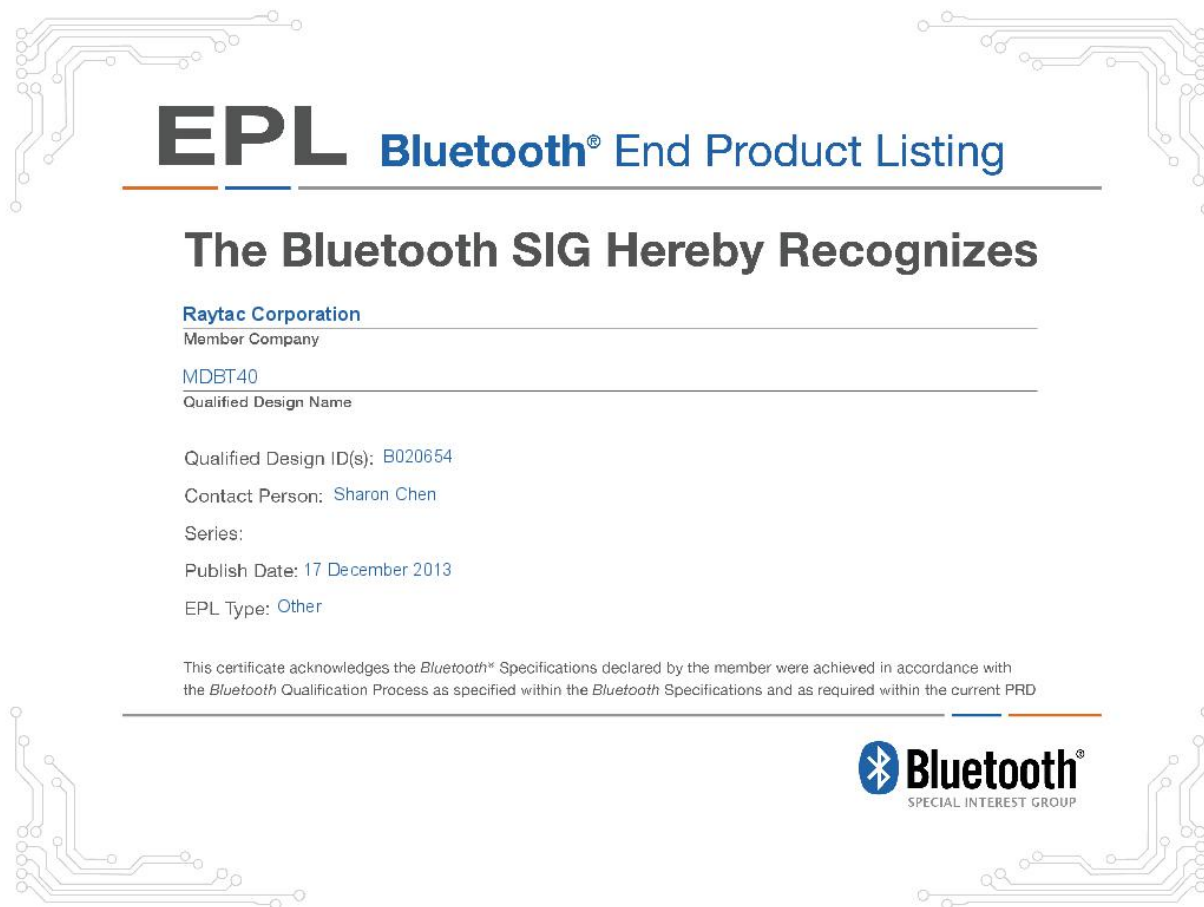 EPL Bluetooth® End Product Listing
The Bluetooth SIG Hereby Recognizes
Raytac Corporation
Member Company
MDBT40
Qualified Design Name
Qualified Design ID(s): B020654
Contact Person: Sharon Chen
Series:
Publish Date: 17 December 2013
EPL Type: Other
This certificate acknowledges the Bluetooth® Specifications declared by the member were achieved in accordance with
the Bluetooth Qualification Process as specified within the Bluetooth Specifications and as required within the current PRD
Bluetooth®
SPECIAL INTEREST GROUP